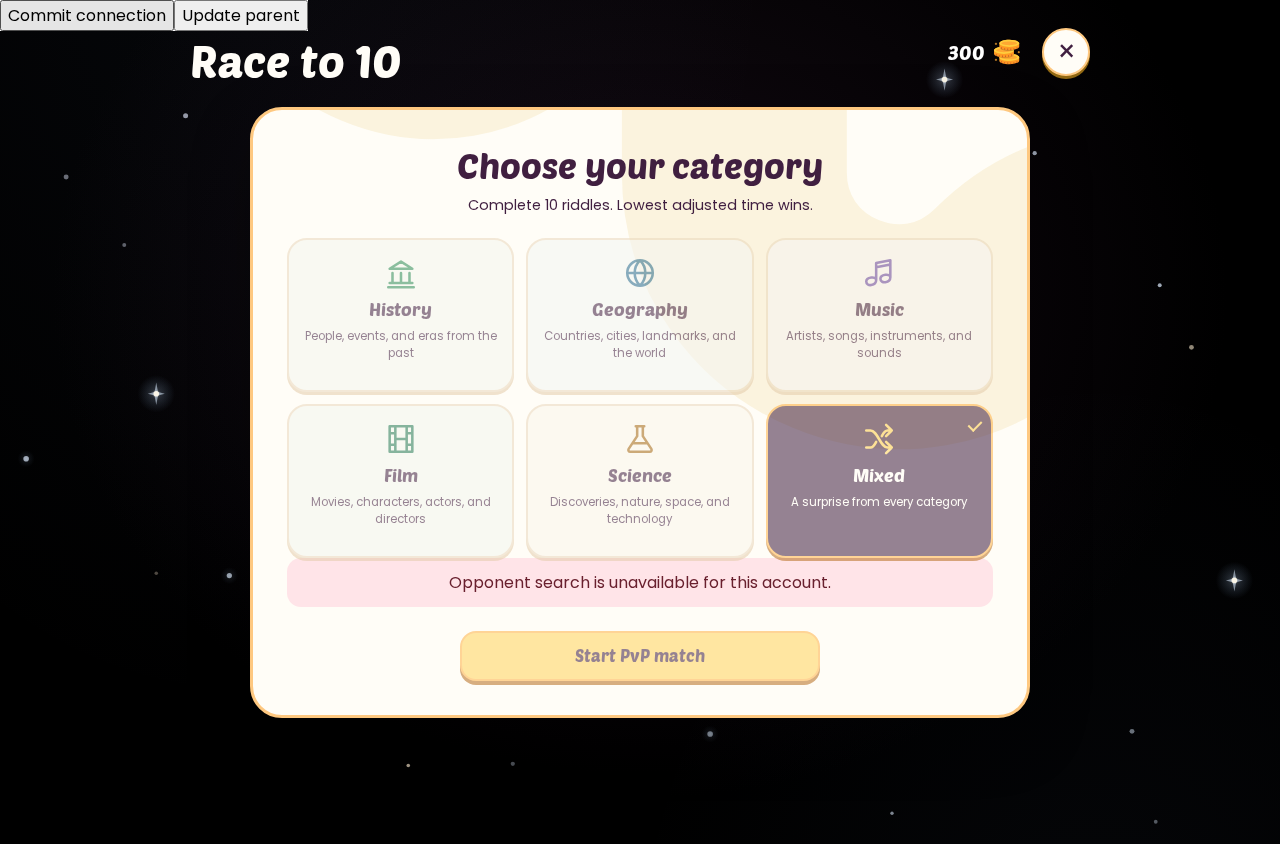 Commit connection
Update parent
Race to 10
300
Choose your category
Complete 10 riddles. Lowest adjusted time wins.
History
People, events, and eras from the
past
Geography
Countries, cities, landmarks, and
the world
Music
Artists, songs, instruments, and
sounds
Film
Movies, characters, actors, and
directors
Science
Discoveries, nature, space, and
technology
Mixed
A surprise from every category
Opponent search is unavailable for this account.
Start PvP match